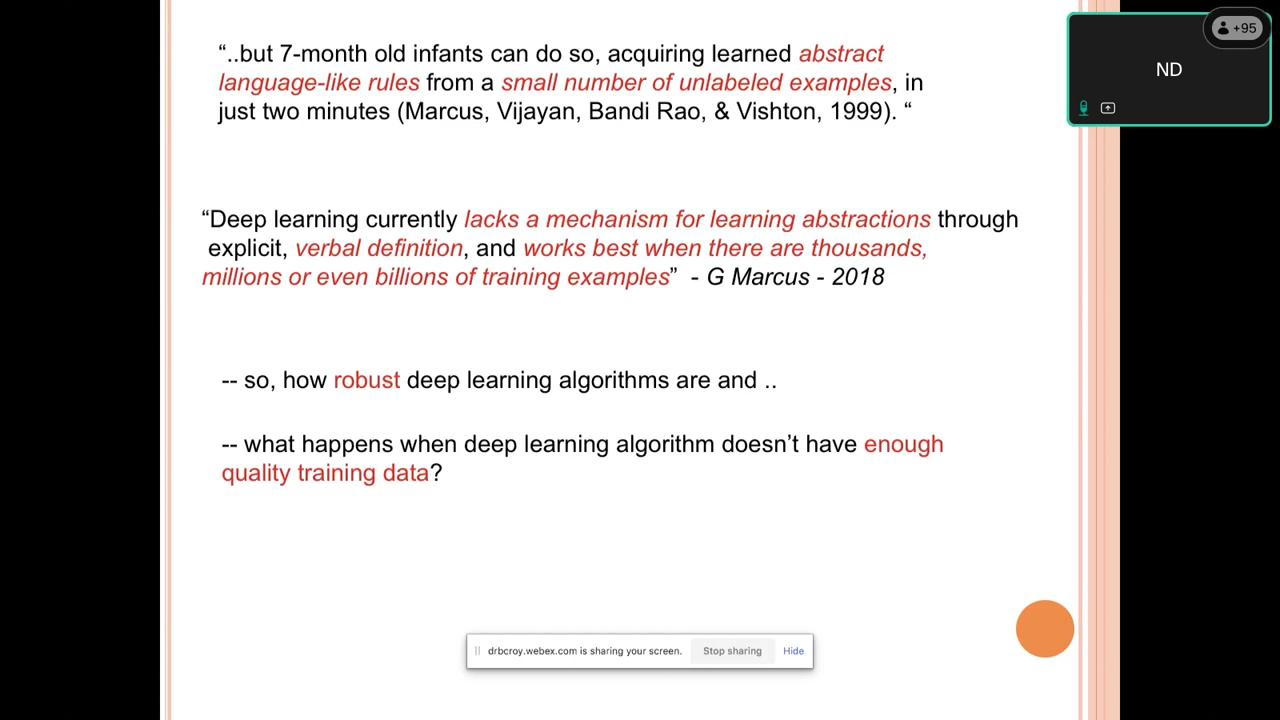 “..but 7-month old infants can do so, acquiring learned abstract
language-like rules from a small number of unlabeled examples, in
just two minutes (Marcus, Vijayan, Bandi Rao, & Vishton, 1999). “
“Deep learning currently lacks a mechanism for learning abstractions through
explicit, verbal definition, and works best when there are thousands,
millions or even billions of training examples” - G Marcus - 2018
-- so, how robust deep learning algorithms are and ..
-- what happens when deep learning algorithm doesn’t have enough
quality training data?
+95
ND
drbcroy.webex.com is sharing your screen. Stop sharing Hide